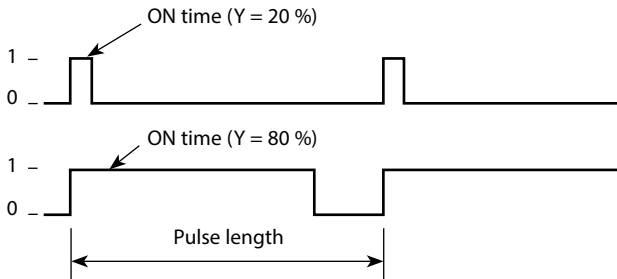 ON time (Y = 20 %)
1
0
ON time (Y = 80 %)
1
0
Pulse length